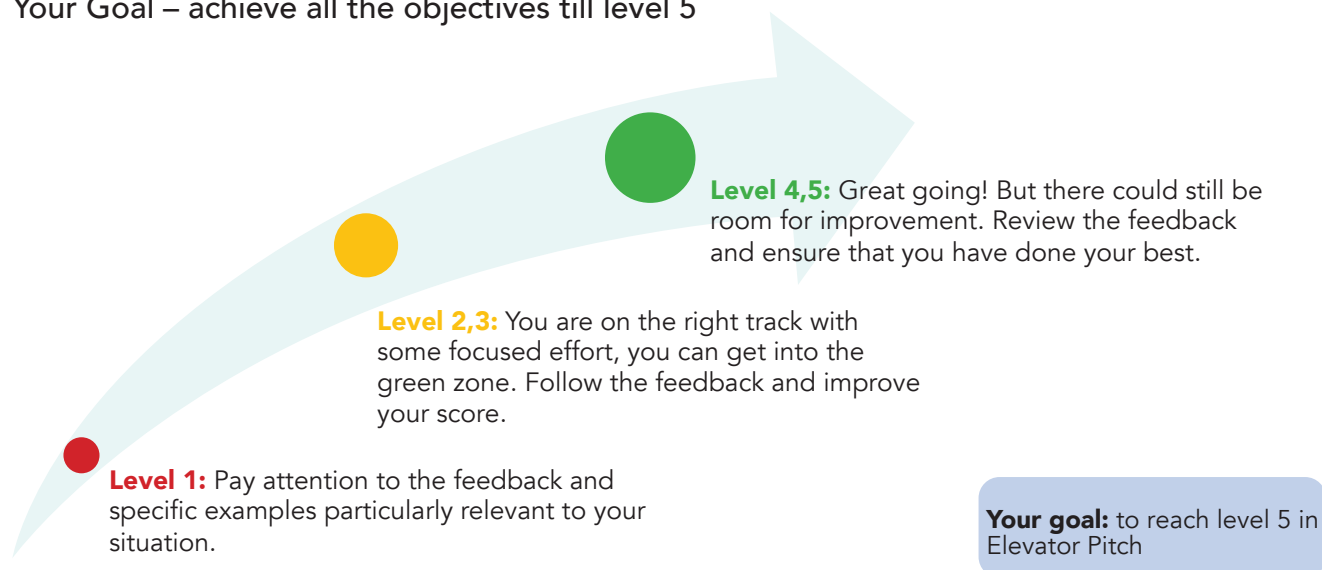 Your Goal – achieve all the objectives till level 5
Level 4,5: Great going! But there could still be
room for improvement. Review the feedback
and ensure that you have done your best.
Level 2,3: You are on the right track with
some focused effort, you can get into the
green zone. Follow the feedback and improve
your score.
Level 1: Pay attention to the feedback and
specific examples particularly relevant to your
situation.
Your goal: to reach level 5 in
Elevator Pitch